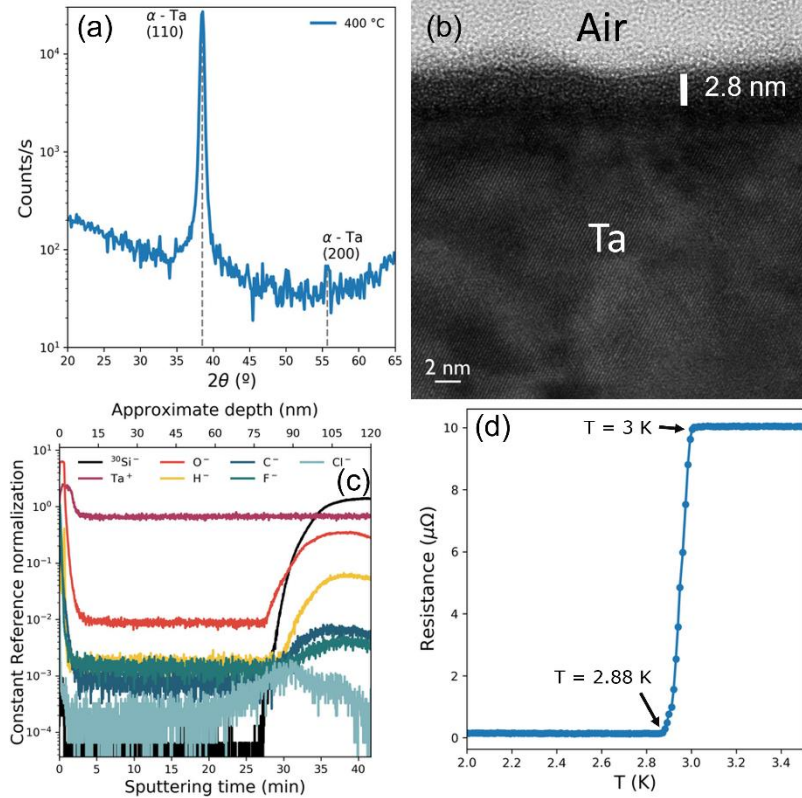 (a)
α - Ta
(110)
400 °C
α - Ta
(200)
Counts/s
10⁴
10³
10²
10¹
20 25 30 35 40 45 50 55 60 65
2θ (º)
(b)
Air
2.8 nm
Ta
2 nm
Approximate depth (nm)
0 15 30 45 60 75 90 105 120
³⁰Si⁻ O⁻ C⁻ Cl⁻
Ta⁺ H⁻ F⁻
(c)
Constant Reference normalization
10¹
10⁰
10⁻¹
10⁻²
10⁻³
10⁻⁴
0 5 10 15 20 25 30 35 40
Sputtering time (min)
(d)
T = 3 K
T = 2.88 K
Resistance (μΩ)
10
8
6
4
2
0
2.0 2.2 2.4 2.6 2.8 3.0 3.2 3.4
T (K)